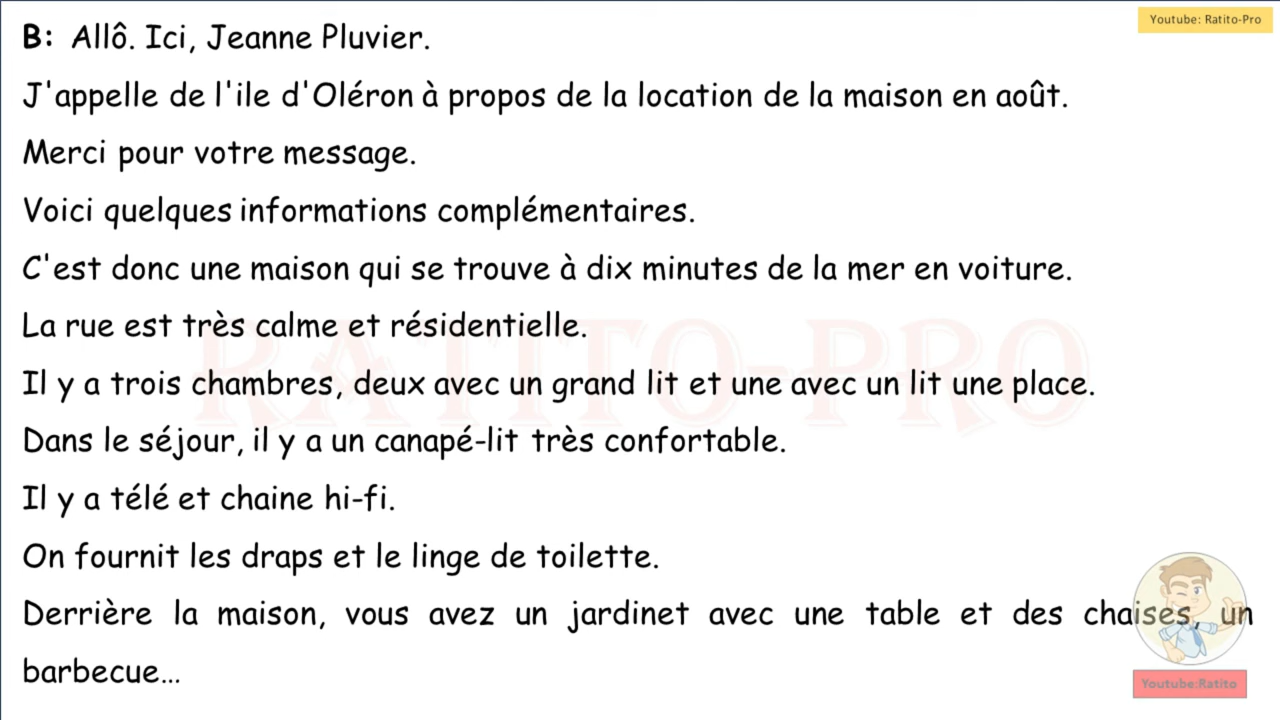 Youtube: Ratito-Pro
B: Allô. Ici, Jeanne Pluvier.
J'appelle de l'ile d'Oléron à propos de la location de la maison en août.
Merci pour votre message.
Voici quelques informations complémentaires.
C'est donc une maison qui se trouve à dix minutes de la mer en voiture.
La rue est très calme et résidentielle.
RATITO-PRO
Il y a trois chambres, deux avec un grand lit et une avec un lit une place.
Dans le séjour, il y a un canapé-lit très confortable.
Il y a télé et chaine hi-fi.
On fournit les draps et le linge de toilette.
Derrière la maison, vous avez un jardinet avec une table et des chaises, un
barbecue...
Youtube:Ratito